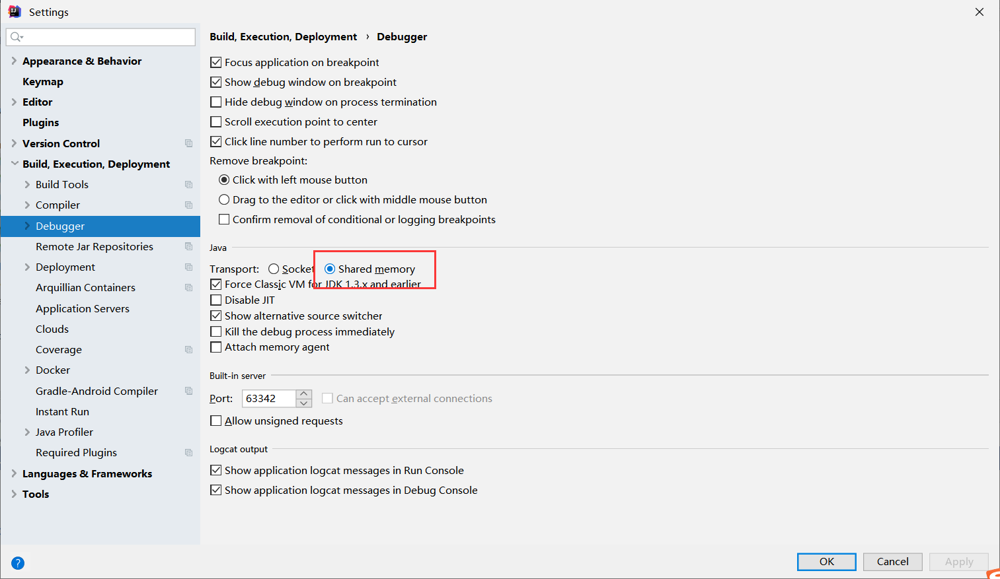 Settings
Appearance & Behavior
Keymap
Editor
Plugins
Version Control
Build, Execution, Deployment
Build Tools
Compiler
Debugger
Remote Jar Repositories
Deployment
Arquillian Containers
Application Servers
Clouds
Coverage
Docker
Gradle-Android Compiler
Instant Run
Java Profiler
Required Plugins
Languages & Frameworks
Tools
?
Build, Execution, Deployment › Debugger
Focus application on breakpoint
Show debug window on breakpoint
Hide debug window on process termination
Scroll execution point to center
Click line number to perform run to cursor
Remove breakpoint:
Click with left mouse button
Drag to the editor or click with middle mouse button
Confirm removal of conditional or logging breakpoints
Java
Transport: Socket Shared memory
Force Classic VM for JDK 1.3.x and earlier
Disable JIT
Show alternative source switcher
Kill the debug process immediately
Attach memory agent
Built-in server
Port: 63342 Can accept external connections
Allow unsigned requests
Logcat output
Show application logcat messages in Run Console
Show application logcat messages in Debug Console
OK Cancel Apply